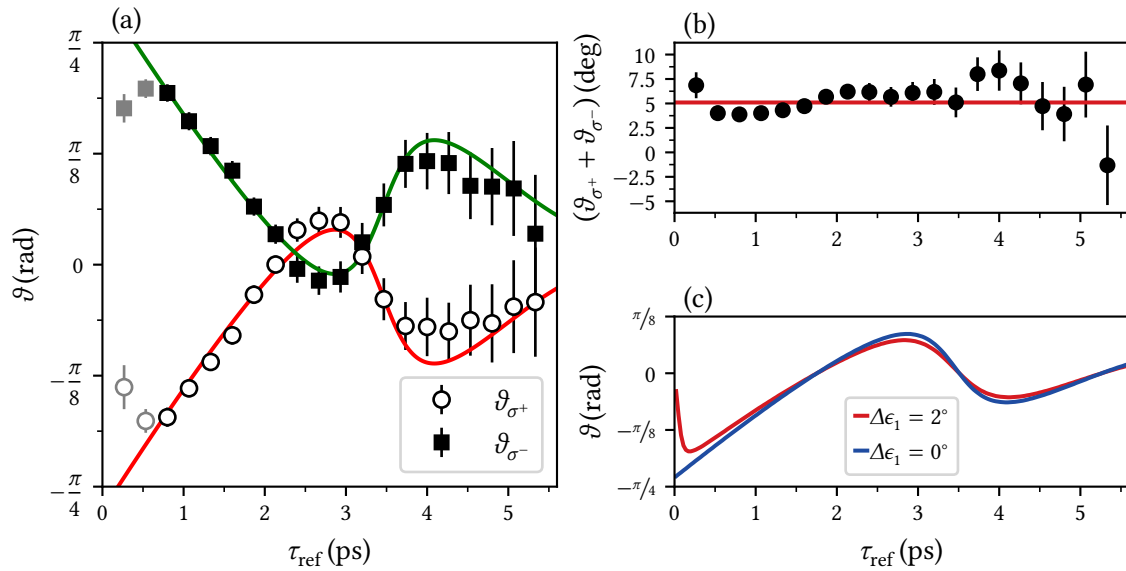 (a)
π/4
π/8
0
−π/8
−π/4
ϑ (rad)
0 1 2 3 4 5
τref (ps)
ϑσ+
ϑσ−
(b)
10
7.5
5
2.5
0
−2.5
−5
(ϑσ+ + ϑσ−) (deg)
0 1 2 3 4 5
(c)
π/8
0
−π/8
−π/4
ϑ (rad)
Δϵ1 = 2°
Δϵ1 = 0°
0 1 2 3 4 5
τref (ps)